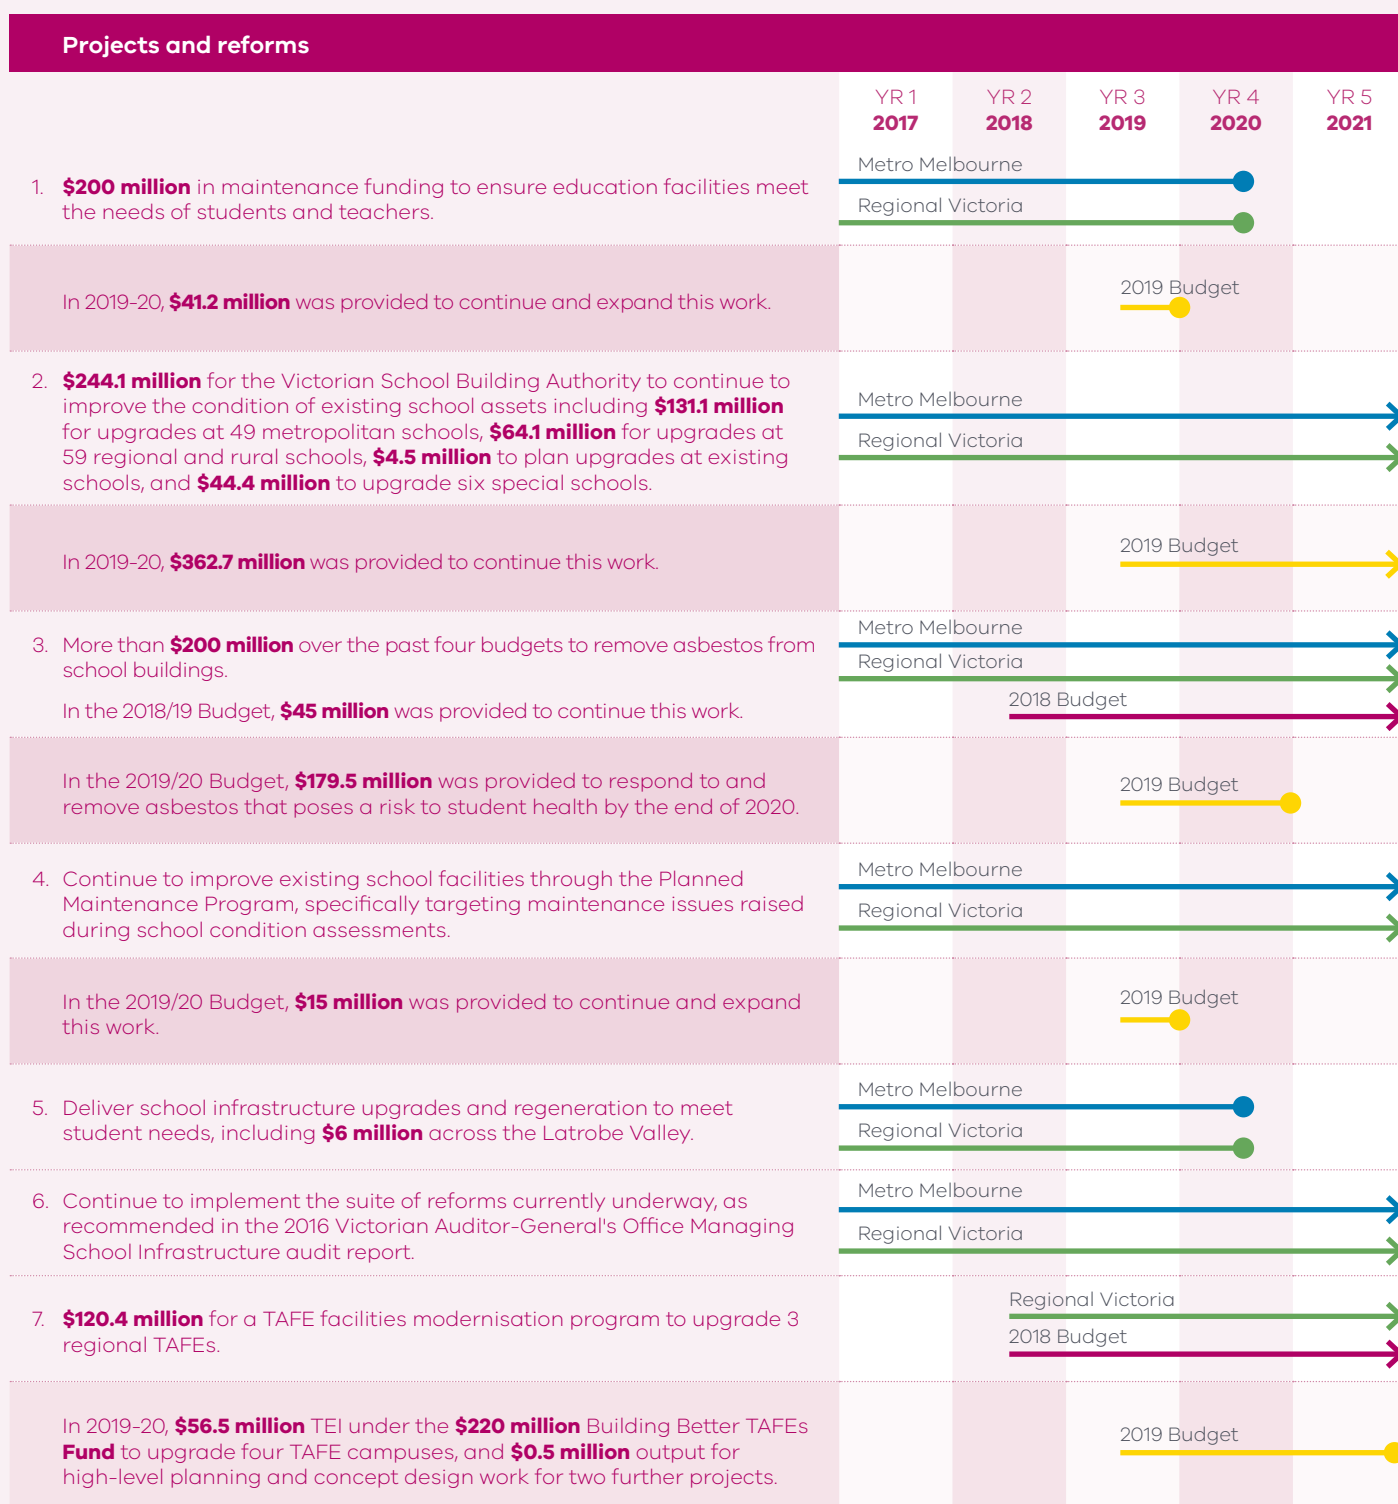 Projects and reforms
YR 1 YR 2 YR 3 YR 4 YR 5
2017 2018 2019 2020 2021
1. $200 million in maintenance funding to ensure education facilities meet
the needs of students and teachers.
Metro Melbourne
Regional Victoria
In 2019-20, $41.2 million was provided to continue and expand this work.
2019 Budget
2. $244.1 million for the Victorian School Building Authority to continue to
improve the condition of existing school assets including $131.1 million
for upgrades at 49 metropolitan schools, $64.1 million for upgrades at
59 regional and rural schools, $4.5 million to plan upgrades at existing
schools, and $44.4 million to upgrade six special schools.
Metro Melbourne
Regional Victoria
In 2019-20, $362.7 million was provided to continue this work.
2019 Budget
3. More than $200 million over the past four budgets to remove asbestos from
school buildings.
In the 2018/19 Budget, $45 million was provided to continue this work.
Metro Melbourne
Regional Victoria
2018 Budget
In the 2019/20 Budget, $179.5 million was provided to respond to and
remove asbestos that poses a risk to student health by the end of 2020.
2019 Budget
4. Continue to improve existing school facilities through the Planned
Maintenance Program, specifically targeting maintenance issues raised
during school condition assessments.
Metro Melbourne
Regional Victoria
In the 2019/20 Budget, $15 million was provided to continue and expand
this work.
2019 Budget
5. Deliver school infrastructure upgrades and regeneration to meet
student needs, including $6 million across the Latrobe Valley.
Metro Melbourne
Regional Victoria
6. Continue to implement the suite of reforms currently underway, as
recommended in the 2016 Victorian Auditor-General's Office Managing
School Infrastructure audit report.
Metro Melbourne
Regional Victoria
7. $120.4 million for a TAFE facilities modernisation program to upgrade 3
regional TAFEs.
Regional Victoria
2018 Budget
In 2019-20, $56.5 million TEI under the $220 million Building Better TAFEs
Fund to upgrade four TAFE campuses, and $0.5 million output for
high-level planning and concept design work for two further projects.
2019 Budget